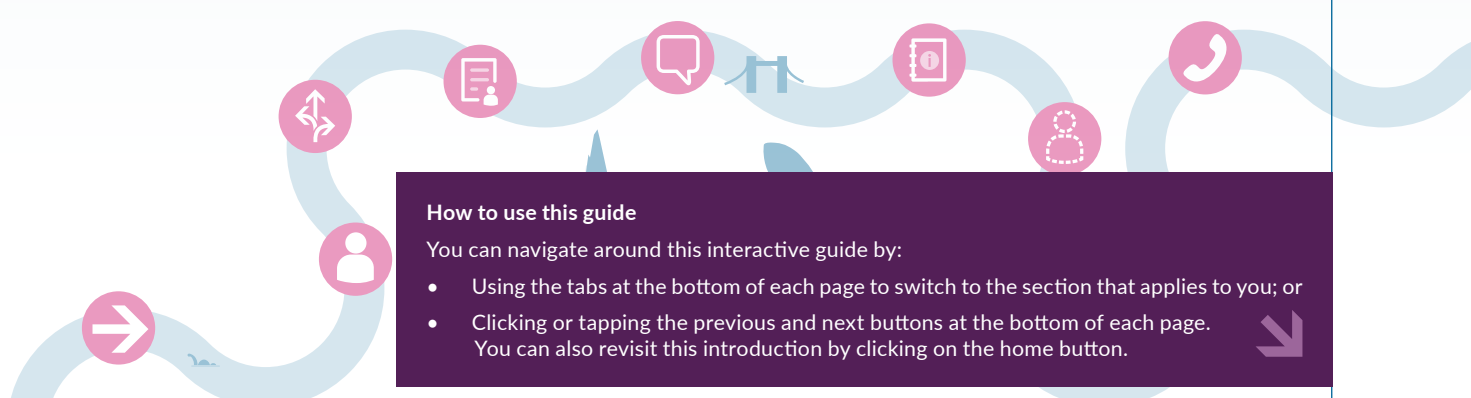 How to use this guide
You can navigate around this interactive guide by:
• Using the tabs at the bottom of each page to switch to the section that applies to you; or
• Clicking or tapping the previous and next buttons at the bottom of each page.
You can also revisit this introduction by clicking on the home button.